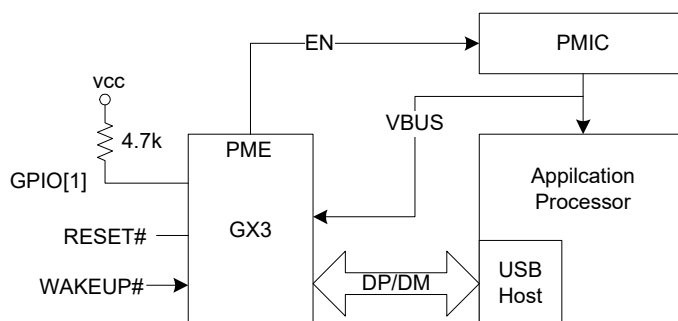 EN
PMIC
vcc
4.7k
VBUS
GPIO[1]
PME
Appilcation
Processor
RESET#
GX3
WAKEUP#
DP/DM
USB
Host